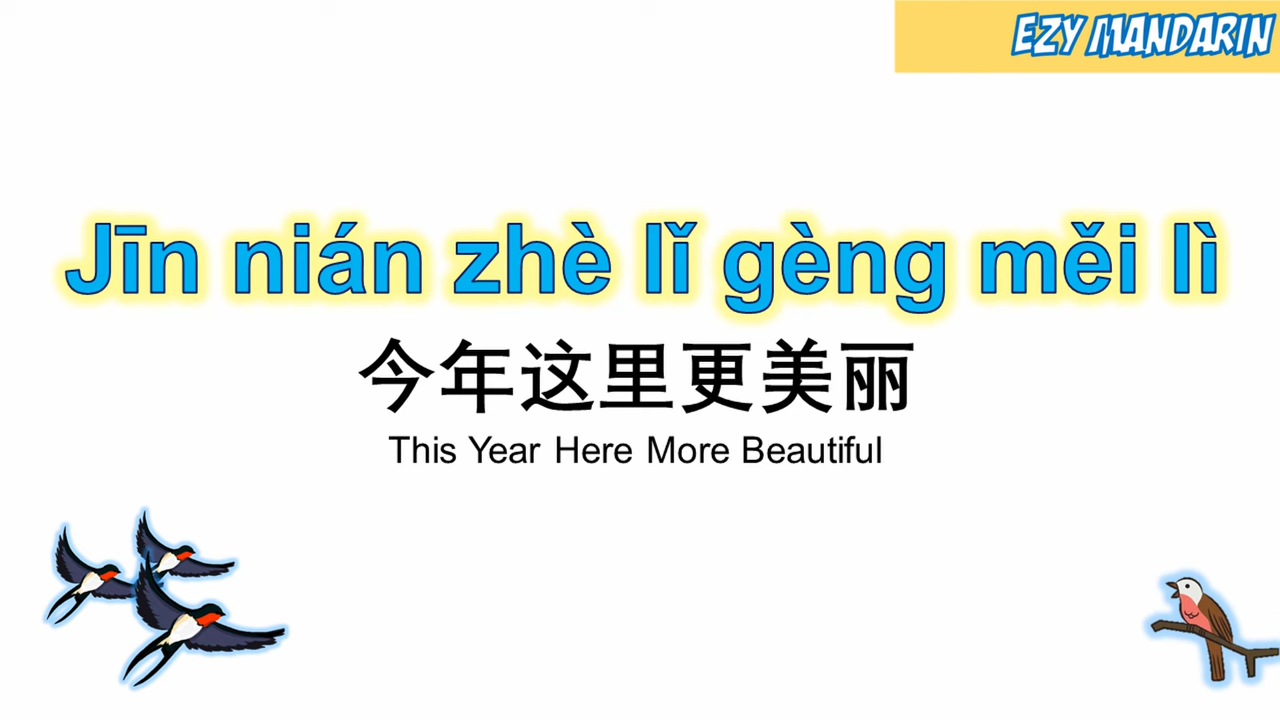 EZY MANDARIN
Jīn nián zhè lǐ gèng měi lì
今年这里更美丽
This Year Here More Beautiful